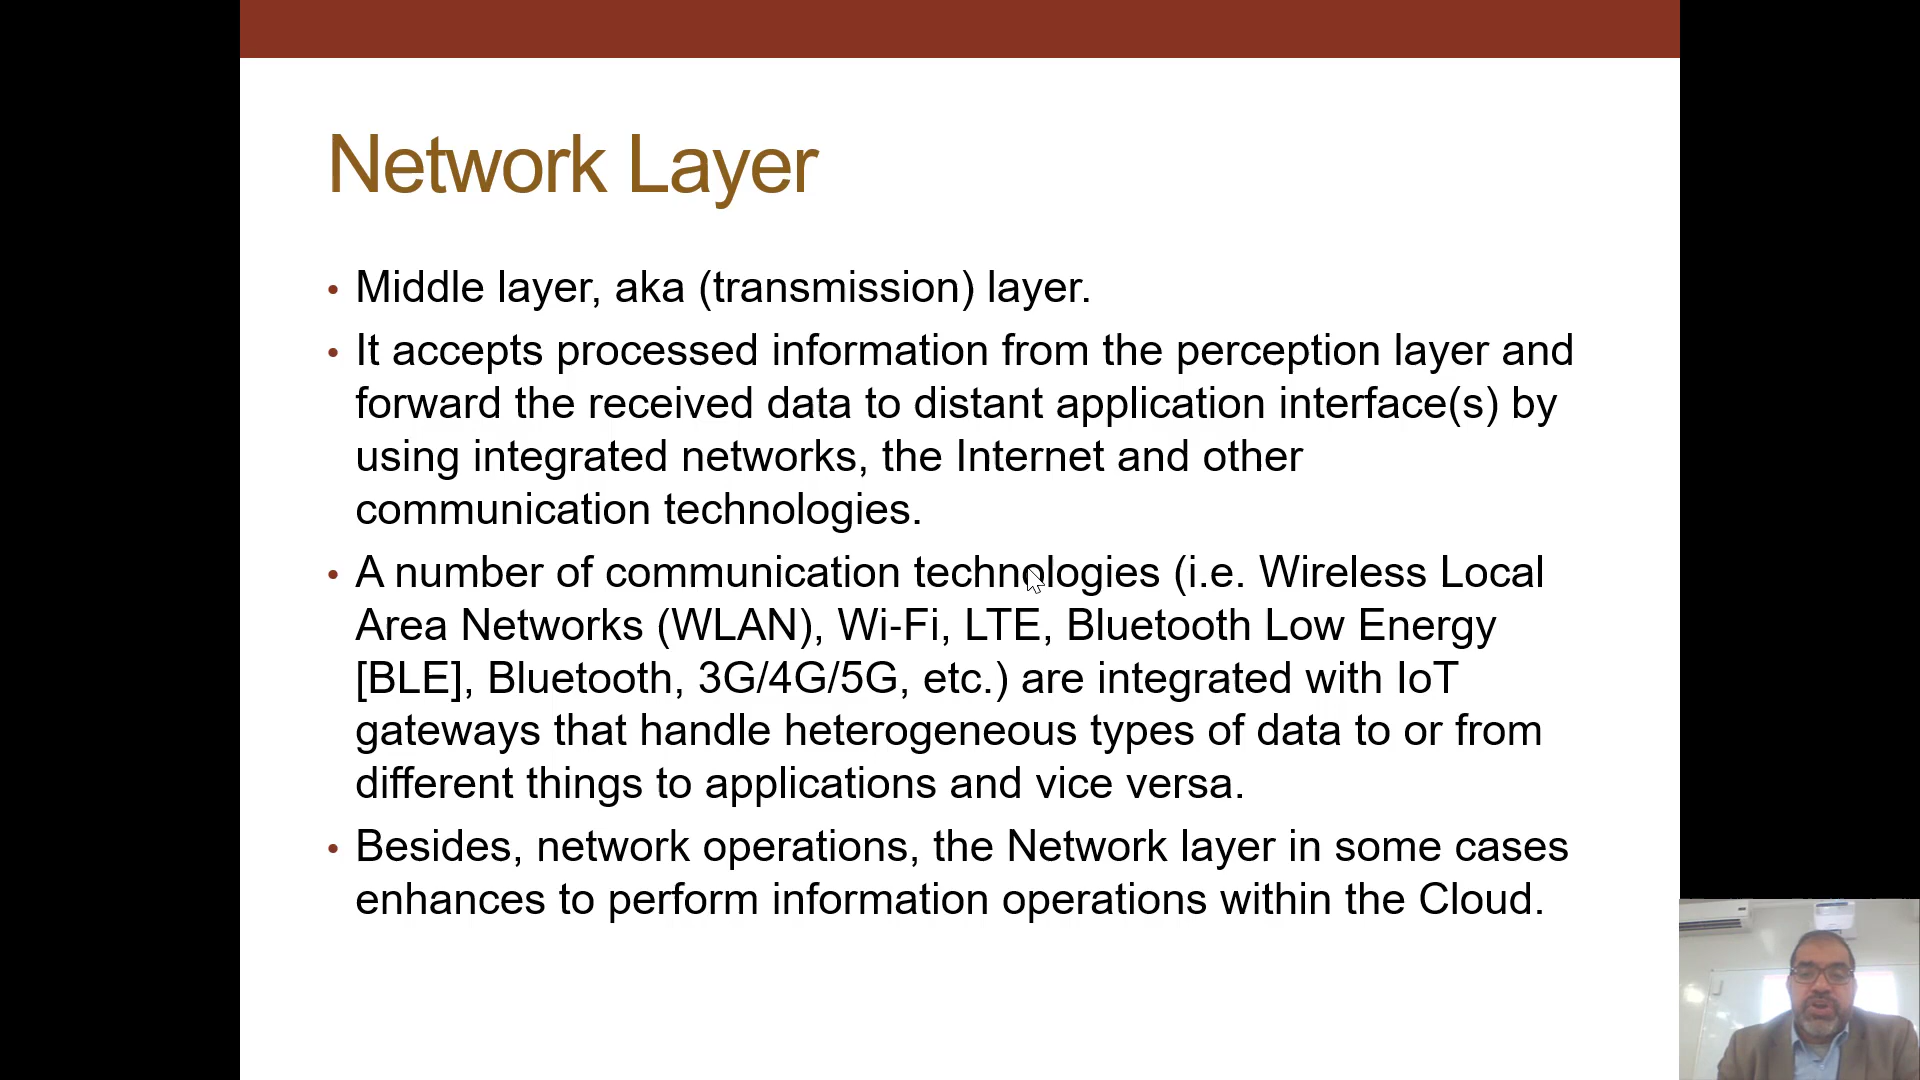 Network Layer
• Middle layer, aka (transmission) layer.
• It accepts processed information from the perception layer and
forward the received data to distant application interface(s) by
using integrated networks, the Internet and other
communication technologies.
• A number of communication technologies (i.e. Wireless Local
Area Networks (WLAN), Wi-Fi, LTE, Bluetooth Low Energy
[BLE], Bluetooth, 3G/4G/5G, etc.) are integrated with IoT
gateways that handle heterogeneous types of data to or from
different things to applications and vice versa.
• Besides, network operations, the Network layer in some cases
enhances to perform information operations within the Cloud.